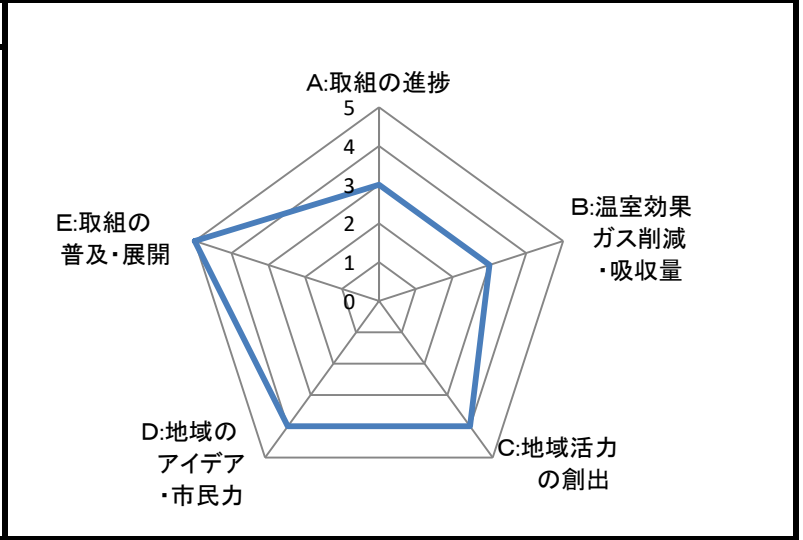 A:取組の進捗
5
4
3
2
1
0
B:温室効果
ガス削減
・吸収量
C:地域活力
の創出
D:地域の
アイデア
・市民力
E:取組の
普及・展開